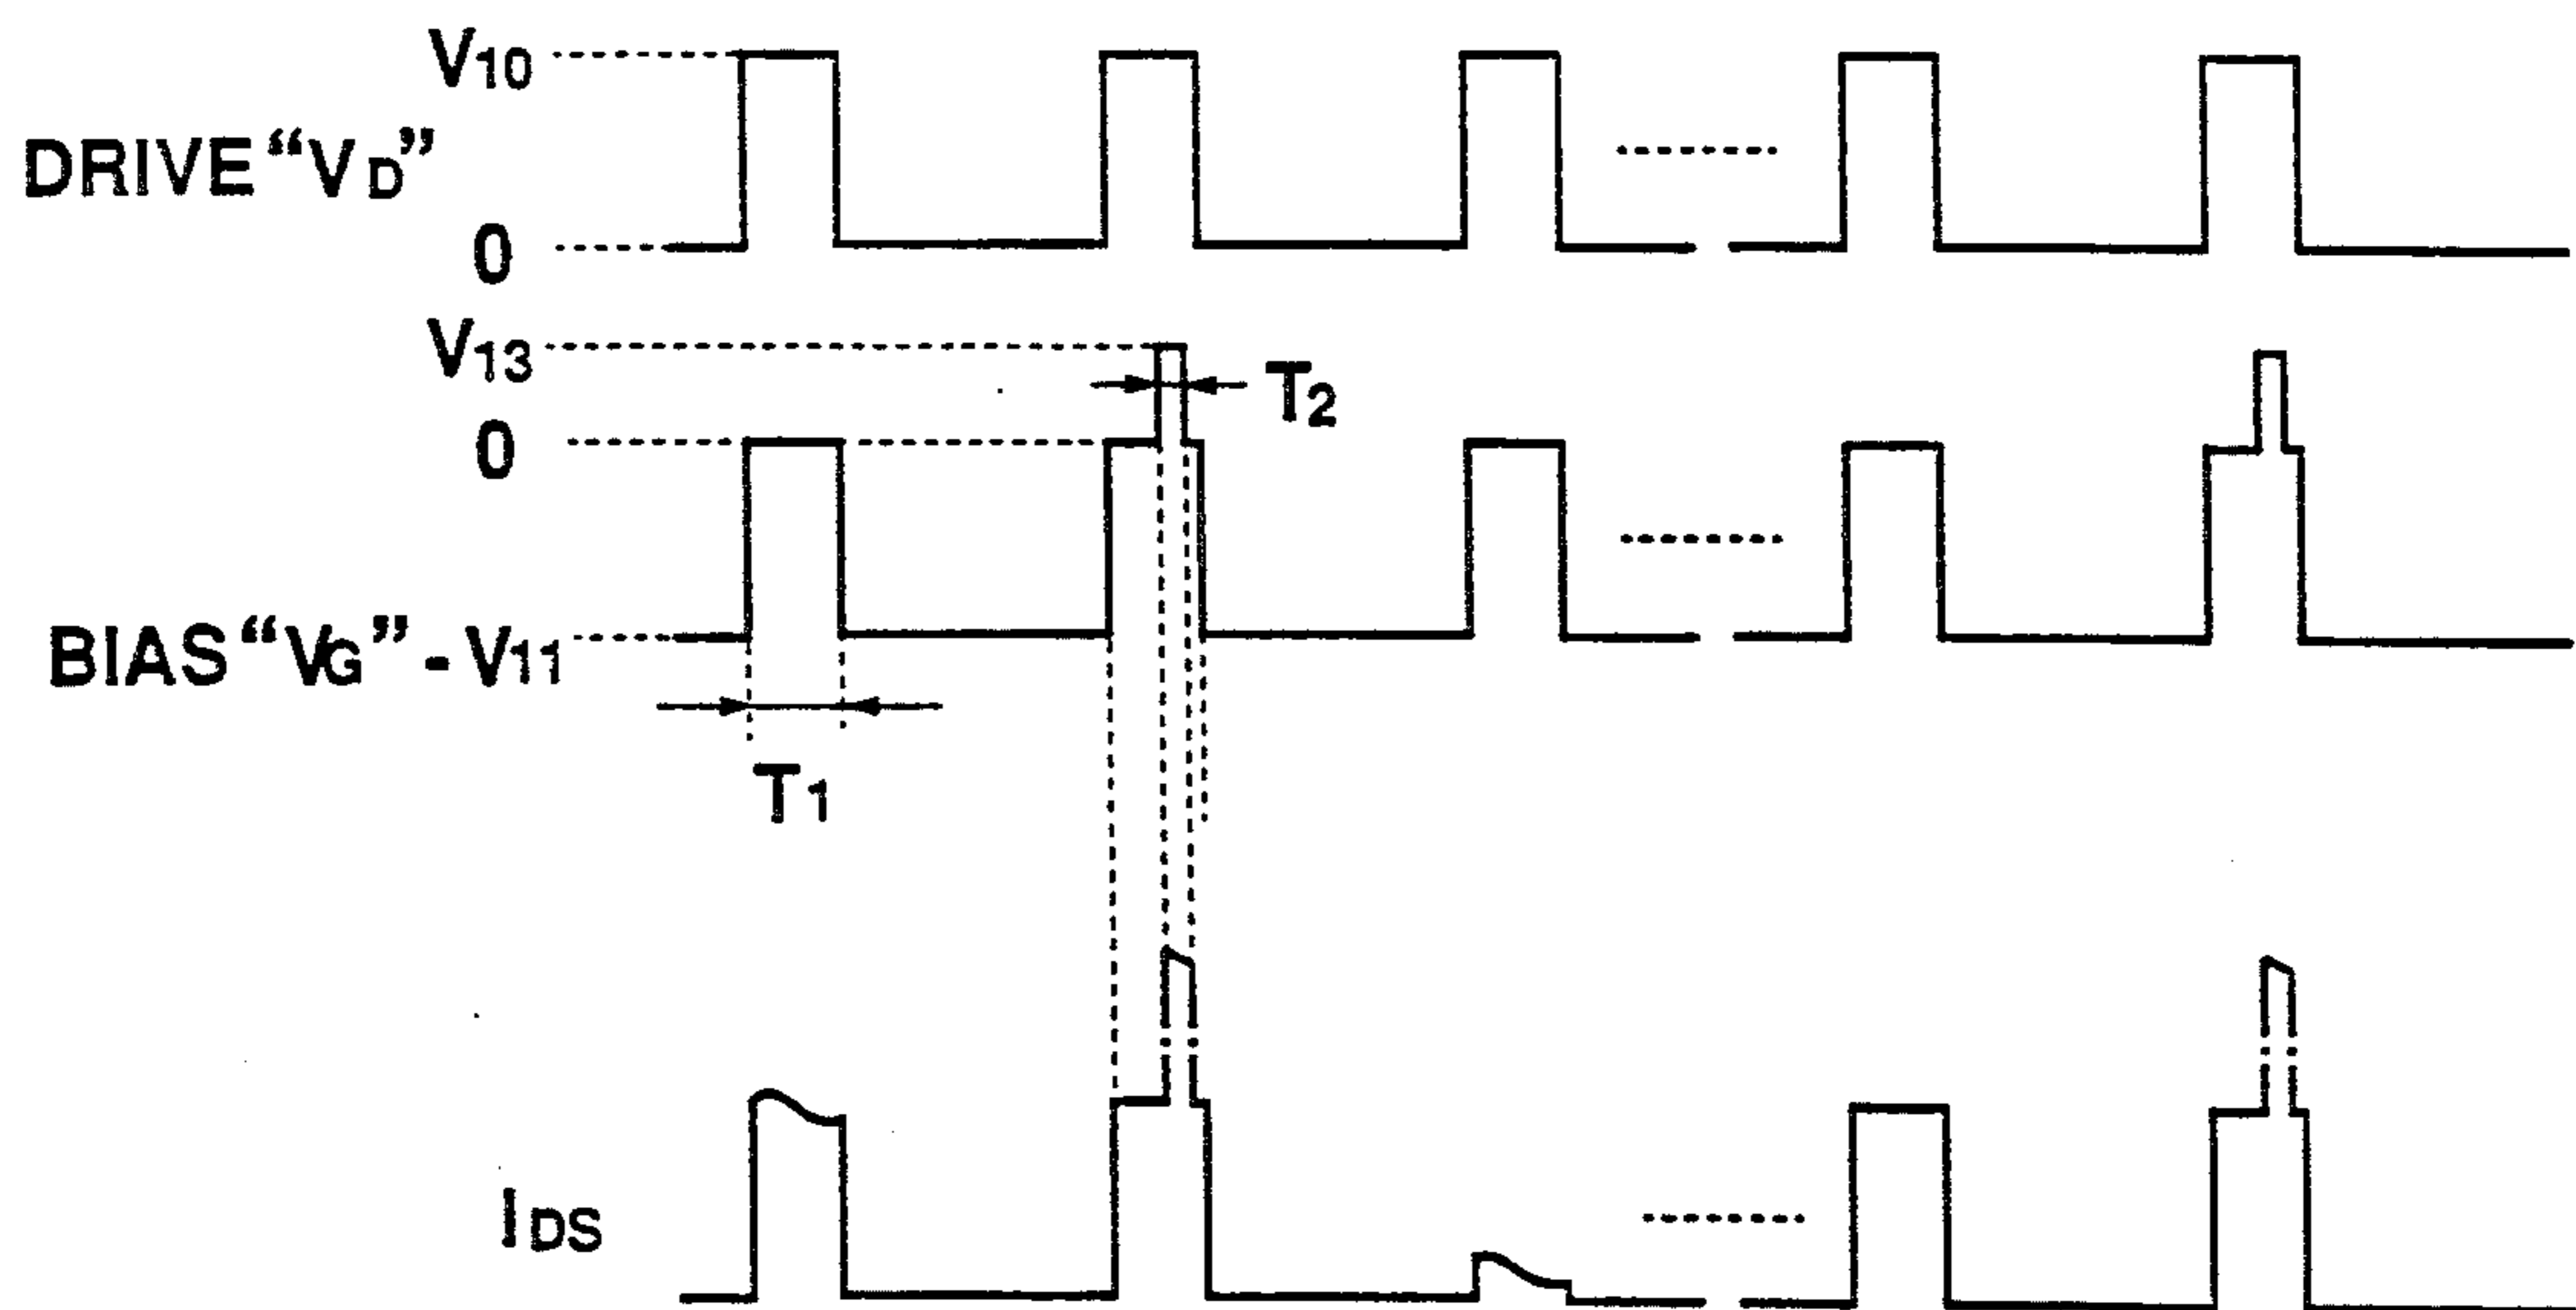 V10
DRIVE “VD”
0
V13
T2
0
BIAS “VG” - V11
T1
IDS